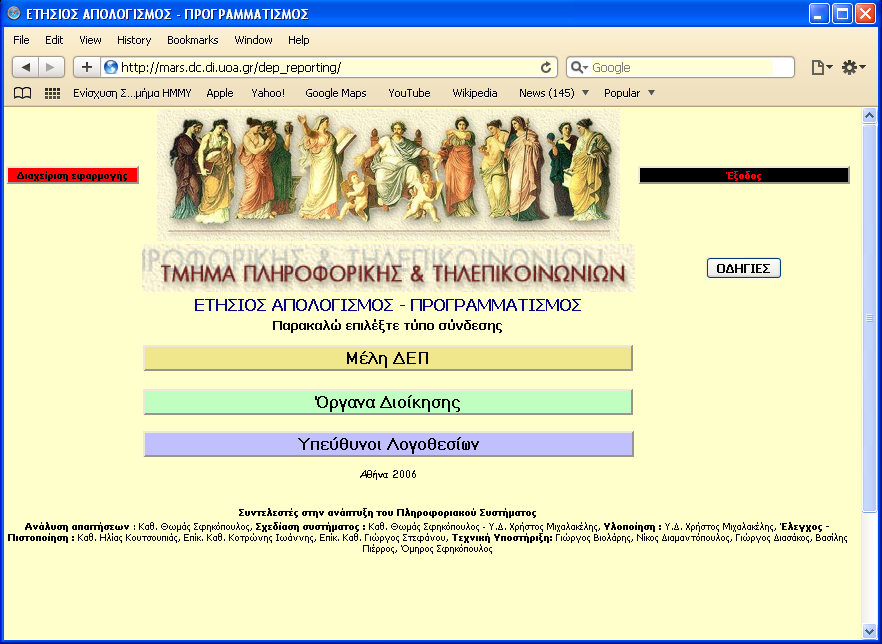 ΕΤΗΣΙΟΣ ΑΠΟΛΟΓΙΣΜΟΣ - ΠΡΟΓΡΑΜΜΑΤΙΣΜΟΣ
File Edit View History Bookmarks Window Help
http://mars.dc.di.uoa.gr/dep_reporting/ Google
Ενίσχυση Σ...μήμα ΗΜΜΥ Apple Yahoo! Google Maps YouTube Wikipedia News (145) Popular
Διαχείριση εφαρμογής
Έξοδος
ΤΜΗΜΑ ΠΛΗΡΟΦΟΡΙΚΗΣ & ΤΗΛΕΠΙΚΟΙΝΩΝΙΩΝ
ΟΔΗΓΙΕΣ
ΕΤΗΣΙΟΣ ΑΠΟΛΟΓΙΣΜΟΣ - ΠΡΟΓΡΑΜΜΑΤΙΣΜΟΣ
Παρακαλώ επιλέξτε τύπο σύνδεσης
Μέλη ΔΕΠ
Όργανα Διοίκησης
Υπεύθυνοι Λογοθεσίων
Αθήνα 2006
Συντελεστές στην ανάπτυξη του Πληροφοριακού Συστήματος
Ανάλυση απαιτήσεων : Καθ. Θωμάς Σφηκόπουλος, Σχεδίαση συστήματος : Καθ. Θωμάς Σφηκόπουλος - Υ.Δ. Χρήστος Μιχαλακέλης, Υλοποίηση : Υ.Δ. Χρήστος Μιχαλακέλης, Έλεγχος -
Πιστοποίηση : Καθ. Ηλίας Κουτσουπιάς, Επίκ. Καθ. Κοτρώνης Ιωάννης, Επίκ. Καθ. Γιώργος Στεφάνου, Τεχνική Υποστήριξη: Γιώργος Βιολάρης, Νίκος Διαμαντόπουλος, Γιώργος Διασάκος, Βασίλης
Πιέρρος, Όμηρος Σφηκόπουλος